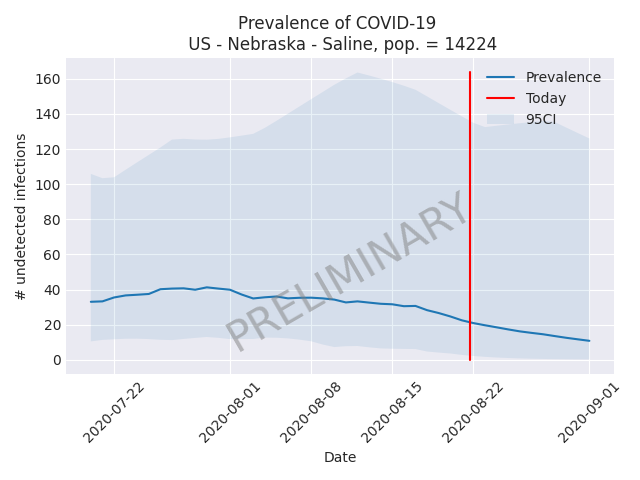 Prevalence of COVID-19
US - Nebraska - Saline, pop. = 14224
160
140
120
100
80
60
40
20
0
# undetected infections
Prevalence
Today
95CI
PRELIMINARY
2020-07-22
2020-08-01
2020-08-08
2020-08-15
2020-08-22
2020-09-01
Date